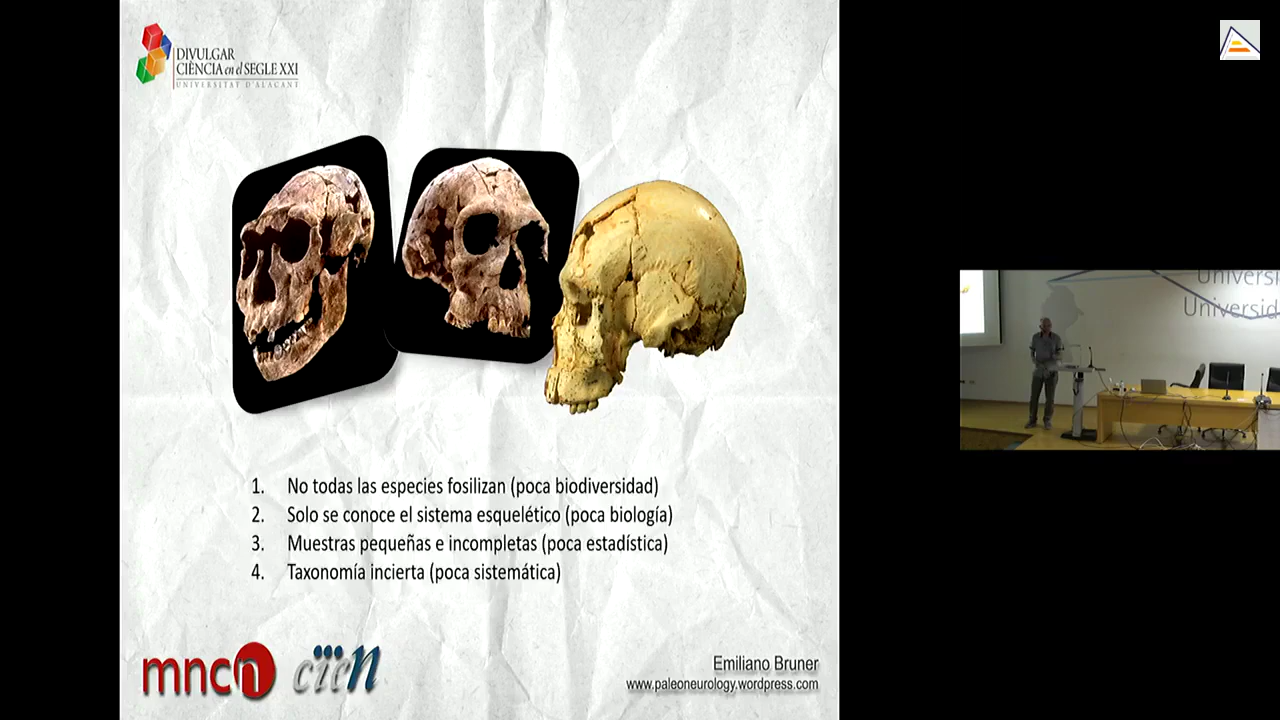 DIVULGAR
CIÈNCIA en el SEGLE XXI
UNIVERSITAT D'ALACANT
1. No todas las especies fosilizan (poca biodiversidad)
2. Solo se conoce el sistema esquelético (poca biología)
3. Muestras pequeñas e incompletas (poca estadística)
4. Taxonomía incierta (poca sistemática)
mncn
Emiliano Bruner
www.paleoneurology.wordpress.com
Universi
Universid